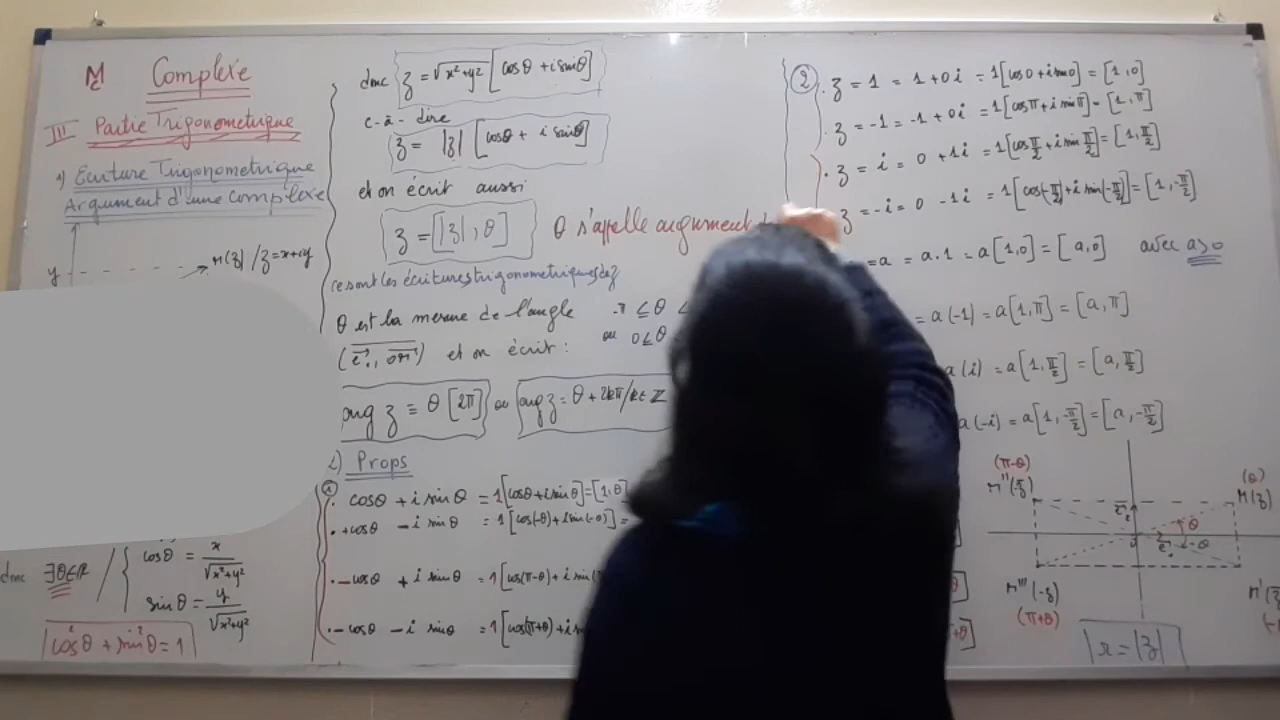 Mc Complexe
III Partie Trigonometrique
1) Ecriture Trigonometrique
Argument d'une complexe
y
M(z) / z=x+iy
donc ∃θ∈ℝ / { cosθ = x/√x²+y²
sinθ = y/√x²+y²
cos²θ + sin²θ = 1
donc z = √x²+y² [cosθ + i sinθ]
c-à-dire
z = |z| [cosθ + i sinθ]
et on écrit aussi
z = [|z|, θ] θ s'appelle argument
ce sont les écritures trigonometriques de z
θ est la mesure de l'angle -π ≤ θ <
(e₁, OM) et on écrit : ou 0 ≤ θ
arg z ≡ θ [2π] ou arg z = θ + 2kπ/k∈ℤ
2) Props
① . cosθ + i sinθ = 1[cosθ + i sinθ] = [1, θ]
. +cosθ - i sinθ = 1[cos(-θ) + i sin(-θ)] =
. -cosθ + i sinθ = 1[cos(π-θ) + i sin(
. -cosθ - i sinθ = 1[cos(π+θ) + i
② . z = 1 = 1+0i = 1[cos0+i sin0] = [1,0]
z = -1 = -1+0i = 1[cosπ+i sinπ] = [1,π]
. z = i = 0 + 1i = 1[cos π/2 + i sin π/2] = [1, π/2]
z = -i = 0 - 1i = 1[cos(-π/2) + i sin(-π/2)] = [1, -π/2]
= a = a.1 = a[1,0] = [a,0] avec a>0
= a(-1) = a[1,π] = [a,π]
a(i) = a[1, π/2] = [a, π/2]
a(-i) = a[1, -π/2] = [a, -π/2]
(π-θ)
(θ)
M(z)
e₂
θ
o
e₁
-θ
M'''(-z)
(π+θ)
r = |z|